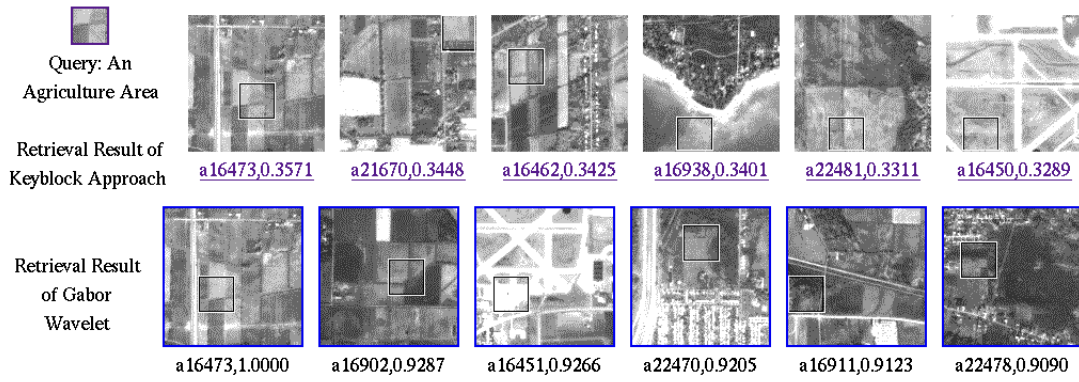 Query: An
Agriculture Area
Retrieval Result of
Keyblock Approach
a16473,0.3571
a21670,0.3448
a16462,0.3425
a16938,0.3401
a22481,0.3311
a16450,0.3289
Retrieval Result
of Gabor
Wavelet
a16473,1.0000
a16902,0.9287
a16451,0.9266
a22470,0.9205
a16911,0.9123
a22478,0.9090